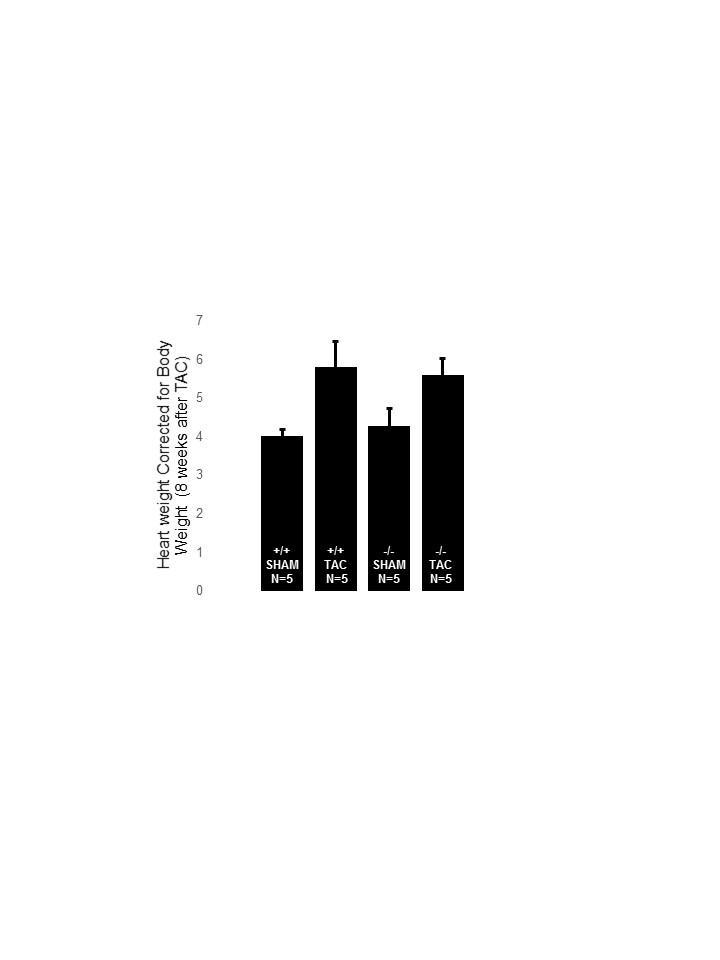 7
6
5
4
3
2
1
0
Heart weight Corrected for Body
Weight (8 weeks after TAC)
+/+
SHAM
N=5
+/+
TAC
N=5
-/-
SHAM
N=5
-/-
TAC
N=5